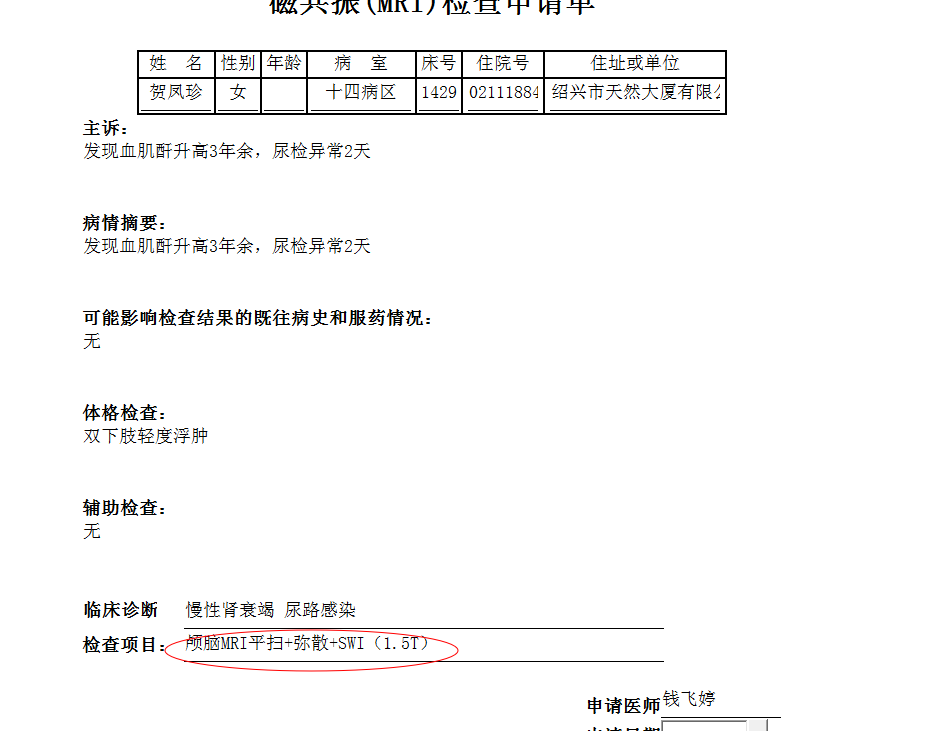 磁共振(MRI)检查申请单
姓 名 性别 年龄 病 室 床号 住院号 住址或单位
贺凤珍 女 十四病区 1429 02111884 绍兴市天然大厦有限公
主诉：
发现血肌酐升高3年余，尿检异常2天
病情摘要：
发现血肌酐升高3年余，尿检异常2天
可能影响检查结果的既往病史和服药情况：
无
体格检查：
双下肢轻度浮肿
辅助检查：
无
临床诊断 慢性肾衰竭 尿路感染
检查项目： 颅脑MRI平扫+弥散+SWI（1.5T）
申请医师 钱飞婷
申请日期